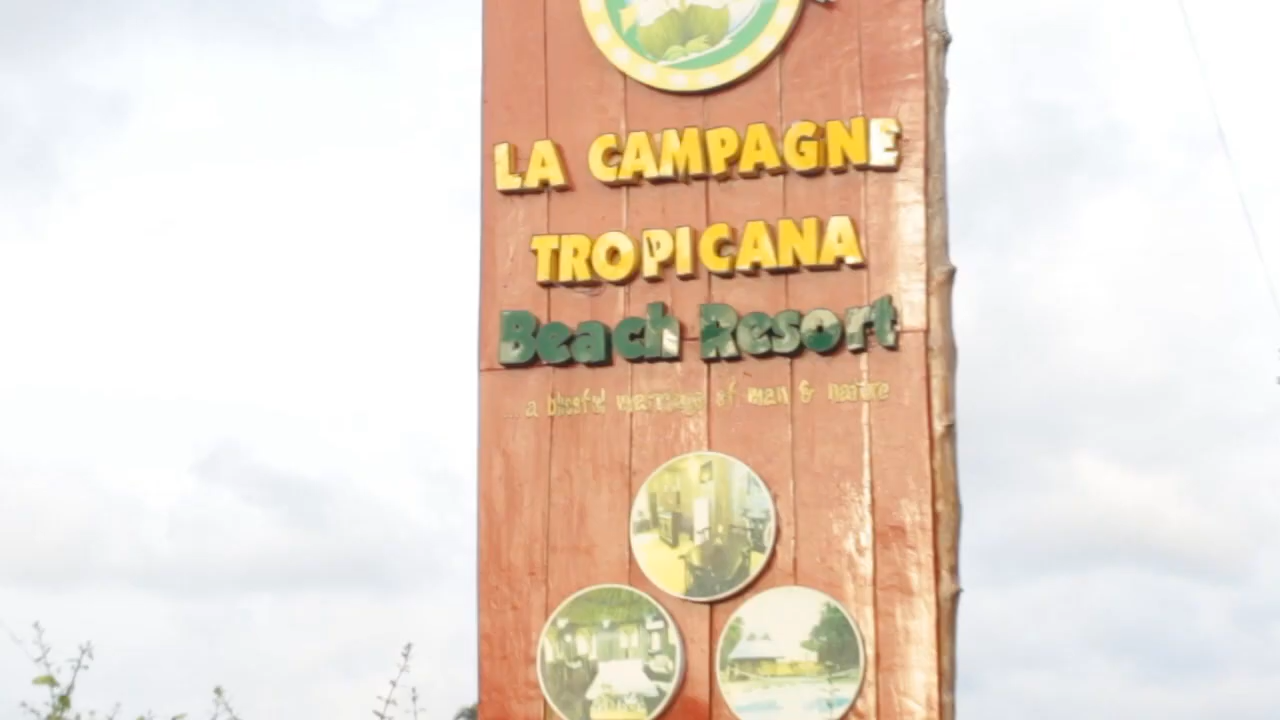 LA CAMPAGNE
TROPICANA
Beach Resort
...a blissful marriage of man & nature